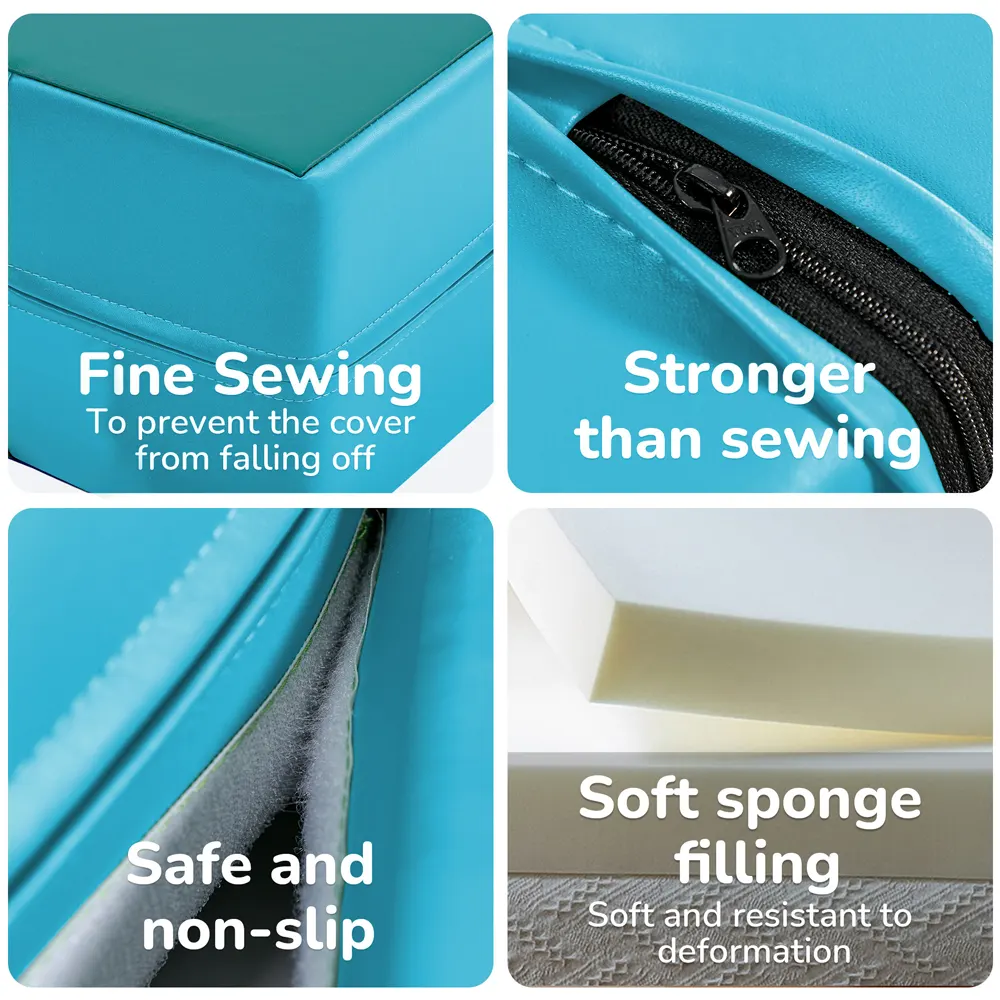 Fine Sewing
To prevent the cover
from falling off
Stronger
than sewing
Safe and
non-slip
Soft sponge
filling
Soft and resistant to
deformation